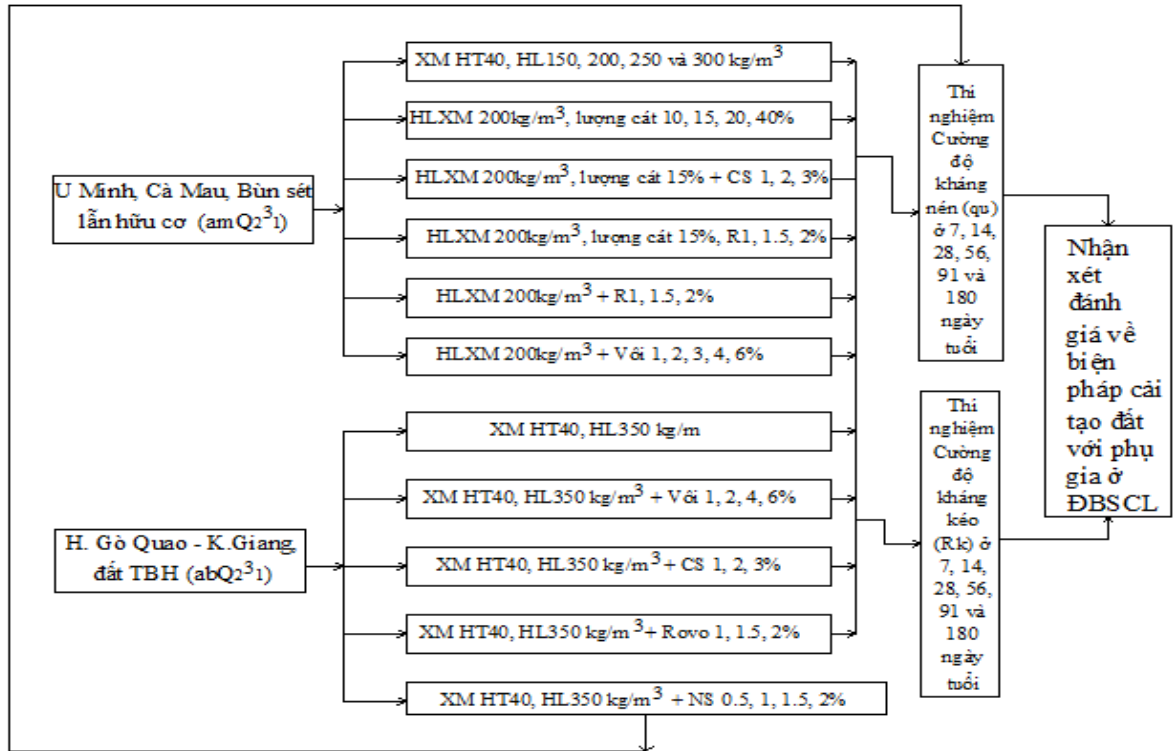 XM HT40, HL150, 200, 250 và 300 kg/m³
HLXM 200kg/m³, lượng cát 10, 15, 20, 40%
HLXM 200kg/m³, lượng cát 15% + CS 1, 2, 3%
HLXM 200kg/m³, lượng cát 15%, R1, 1.5, 2%
HLXM 200kg/m³ + R1, 1.5, 2%
HLXM 200kg/m³ + Vôi 1, 2, 3, 4, 6%
U Minh, Cà Mau, Bùn sét
lẫn hữu cơ (amQ₂³₁)
XM HT40, HL350 kg/m
XM HT40, HL350 kg/m³ + Vôi 1, 2, 4, 6%
XM HT40, HL350 kg/m³ + CS 1, 2, 3%
XM HT40, HL350 kg/m³ + Rovo 1, 1.5, 2%
XM HT40, HL350 kg/m³ + NS 0.5, 1, 1.5, 2%
H. Gò Quao - K.Giang,
đất TBH (abQ₂³₁)
Thí
nghiệm
Cường
độ
kháng
nén (qu)
ở 7, 14,
28, 56,
91 và
180
ngày
tuổi
Thí
nghiệm
Cường
độ
kháng
kéo
(Rk) ở
7, 14,
28, 56,
91 và
180
ngày
tuổi
Nhận
xét
đánh
giá về
biện
pháp cải
tạo đất
với phụ
gia ở
ĐBSCL